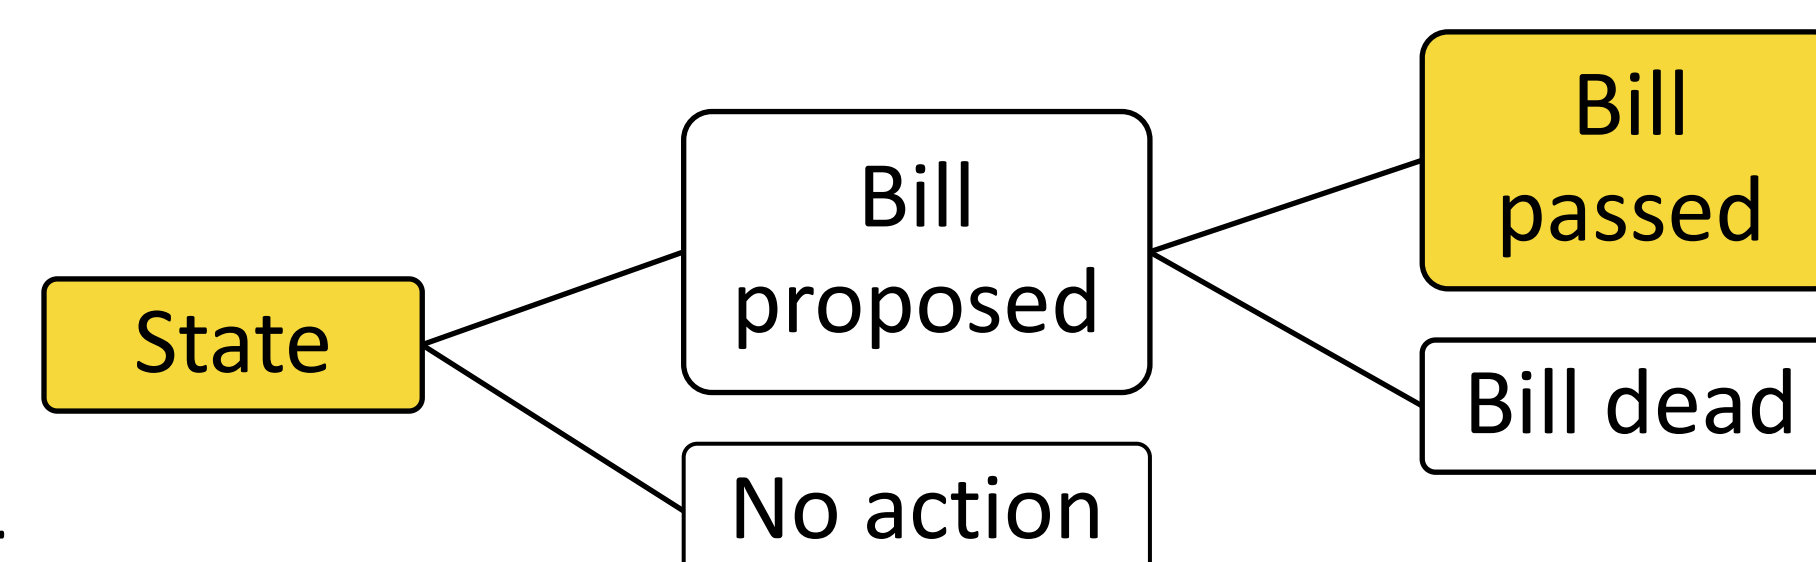 State
Bill
proposed
No action
Bill
passed
Bill dead